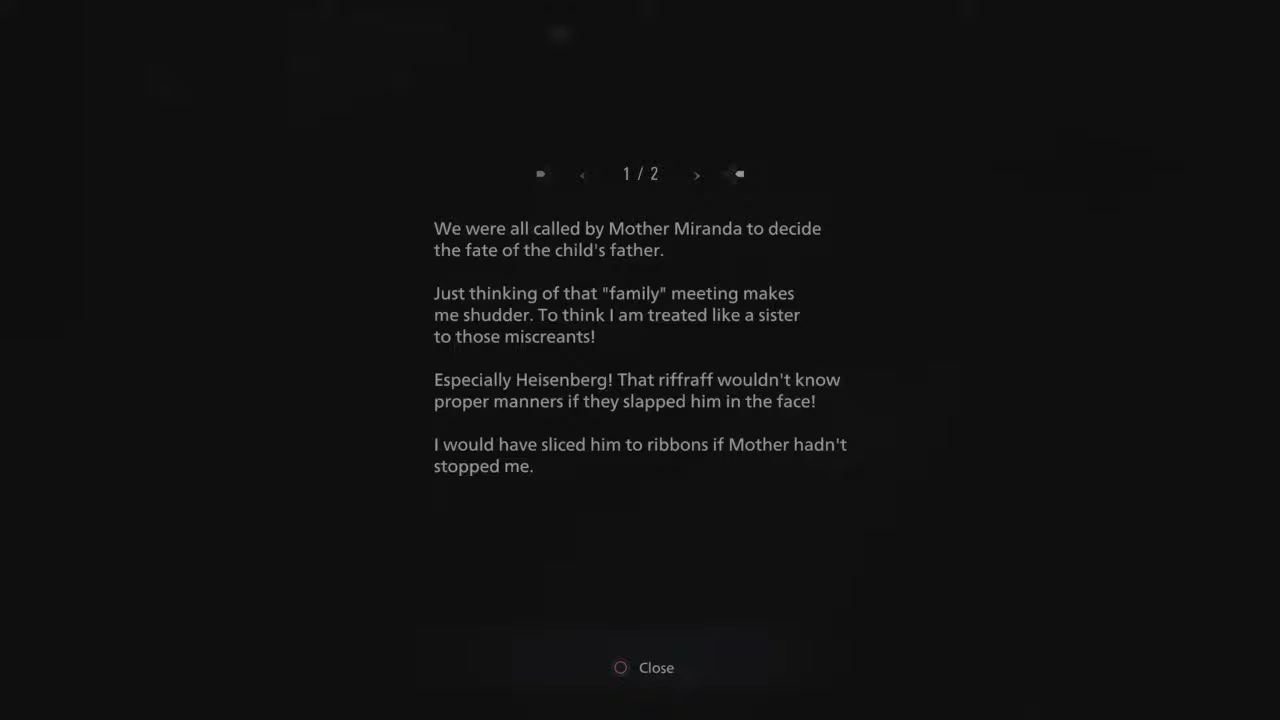 1 / 2
We were all called by Mother Miranda to decide
the fate of the child's father.
Just thinking of that "family" meeting makes
me shudder. To think I am treated like a sister
to those miscreants!
Especially Heisenberg! That riffraff wouldn't know
proper manners if they slapped him in the face!
I would have sliced him to ribbons if Mother hadn't
stopped me.
Close